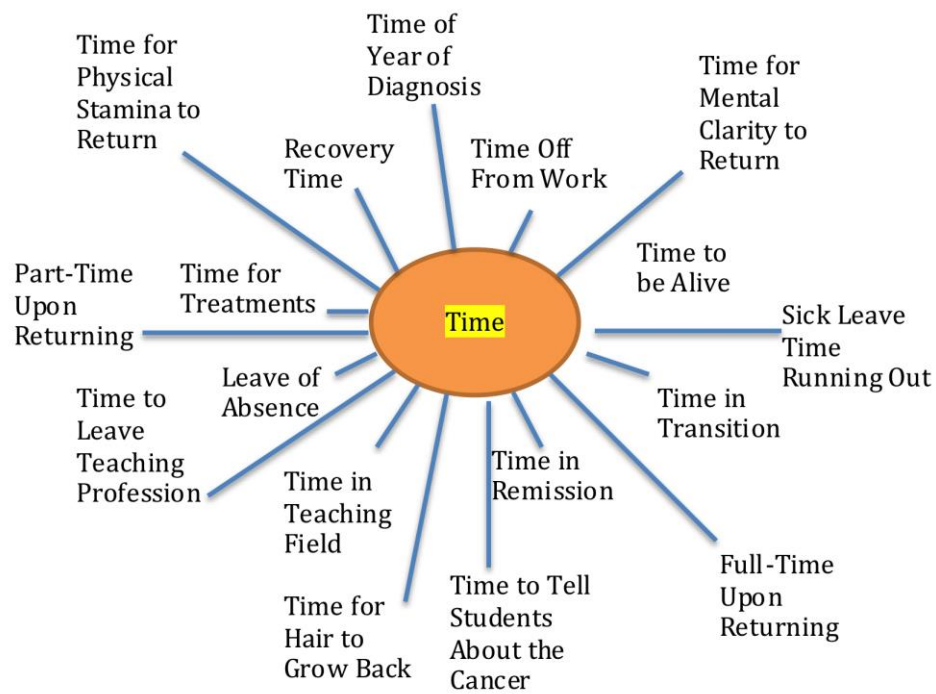 Time for
Physical
Stamina to
Return
Time of
Year of
Diagnosis
Time for
Mental
Clarity to
Return
Recovery
Time
Time Off
From Work
Time to
be Alive
Part-Time
Upon
Returning
Time for
Treatments
Time
Sick Leave
Time
Running Out
Leave of
Absence
Time in
Transition
Time to
Leave
Teaching
Profession
Time in
Teaching
Field
Time in
Remission
Full-Time
Upon
Returning
Time for
Hair to
Grow Back
Time to Tell
Students
About the
Cancer